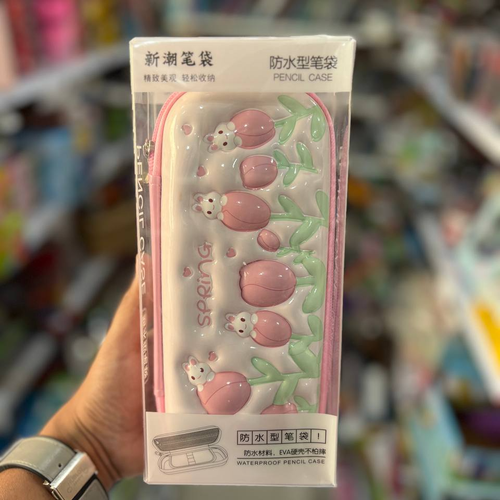 新潮笔袋
精致美观 轻松收纳
防水型笔袋
PENCIL CASE
SPRING
防水型笔袋!
防水材料,EVA硬壳不怕摔
WATERPROOF PENCIL CASE